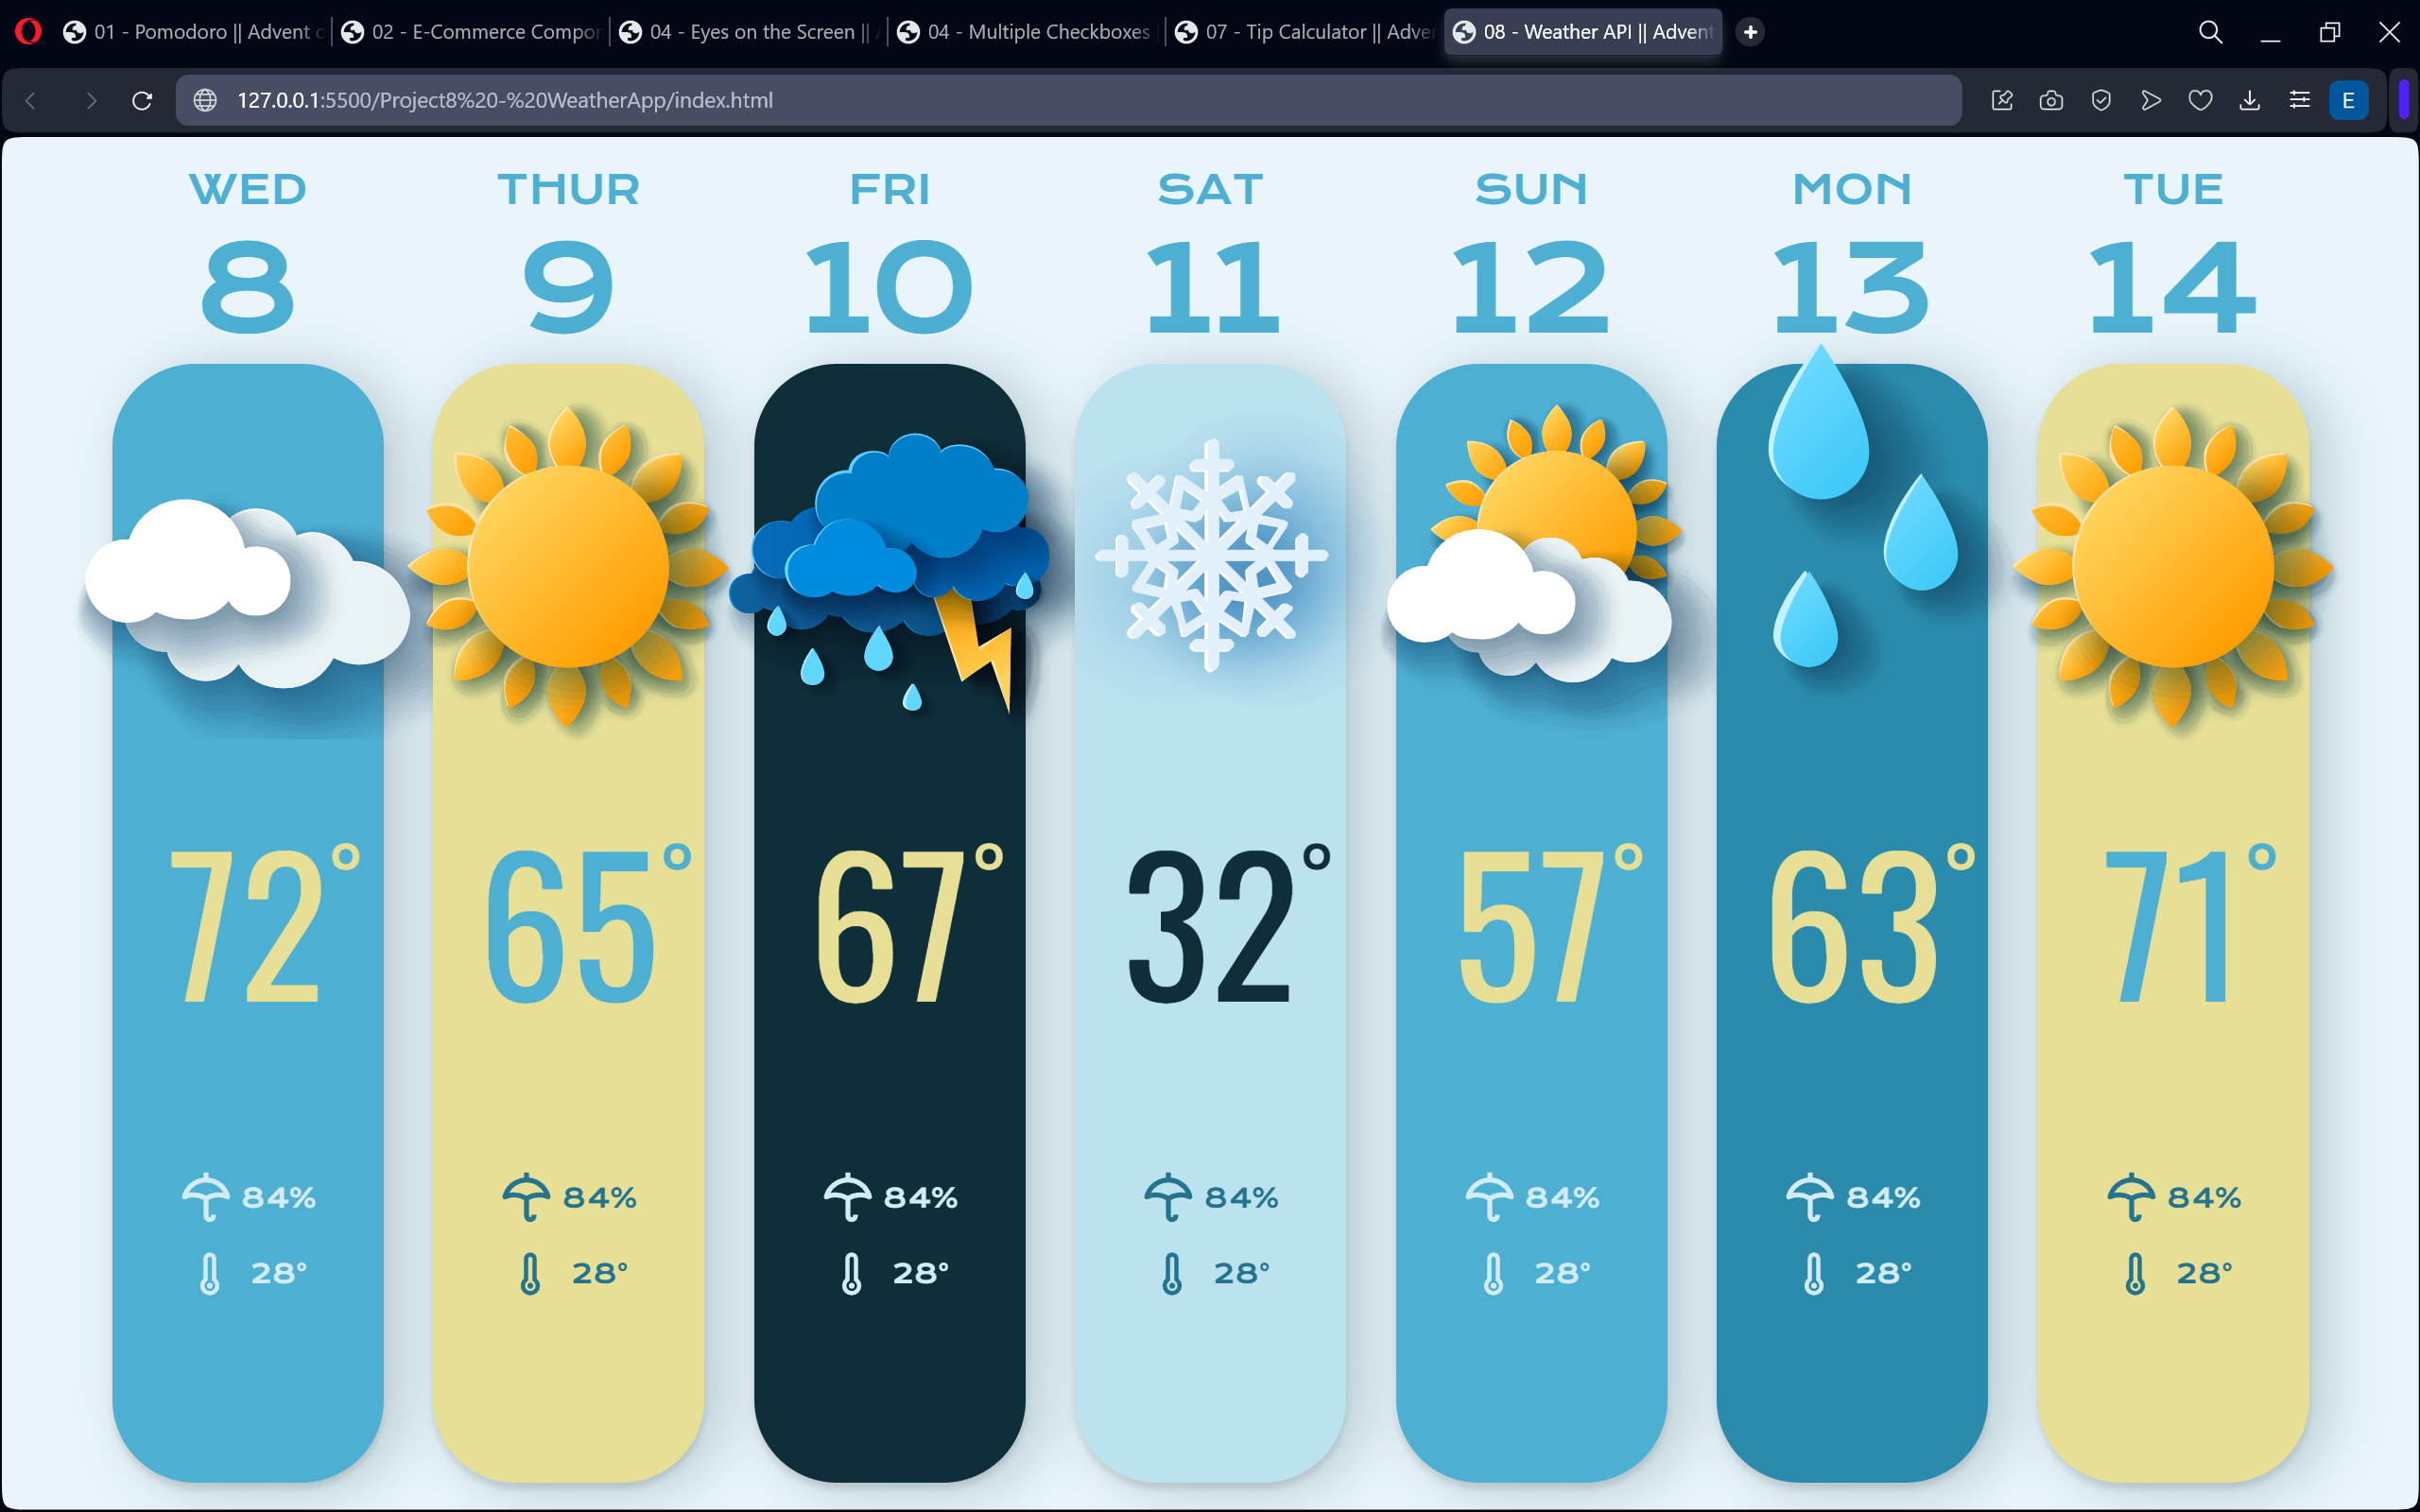 01 - Pomodoro || Advent
02 - E-Commerce Compor
04 - Eyes on the Screen ||
04 - Multiple Checkboxes
07 - Tip Calculator || Adve
08 - Weather API || Advent
127.0.0.1:5500/Project8%20-%20WeatherApp/index.html
E
WED THUR FRI SAT SUN MON TUE
8 9 10 11 12 13 14
72° 65° 67° 32° 57° 63° 71°
84% 84% 84% 84% 84% 84% 84%
28° 28° 28° 28° 28° 28° 28°